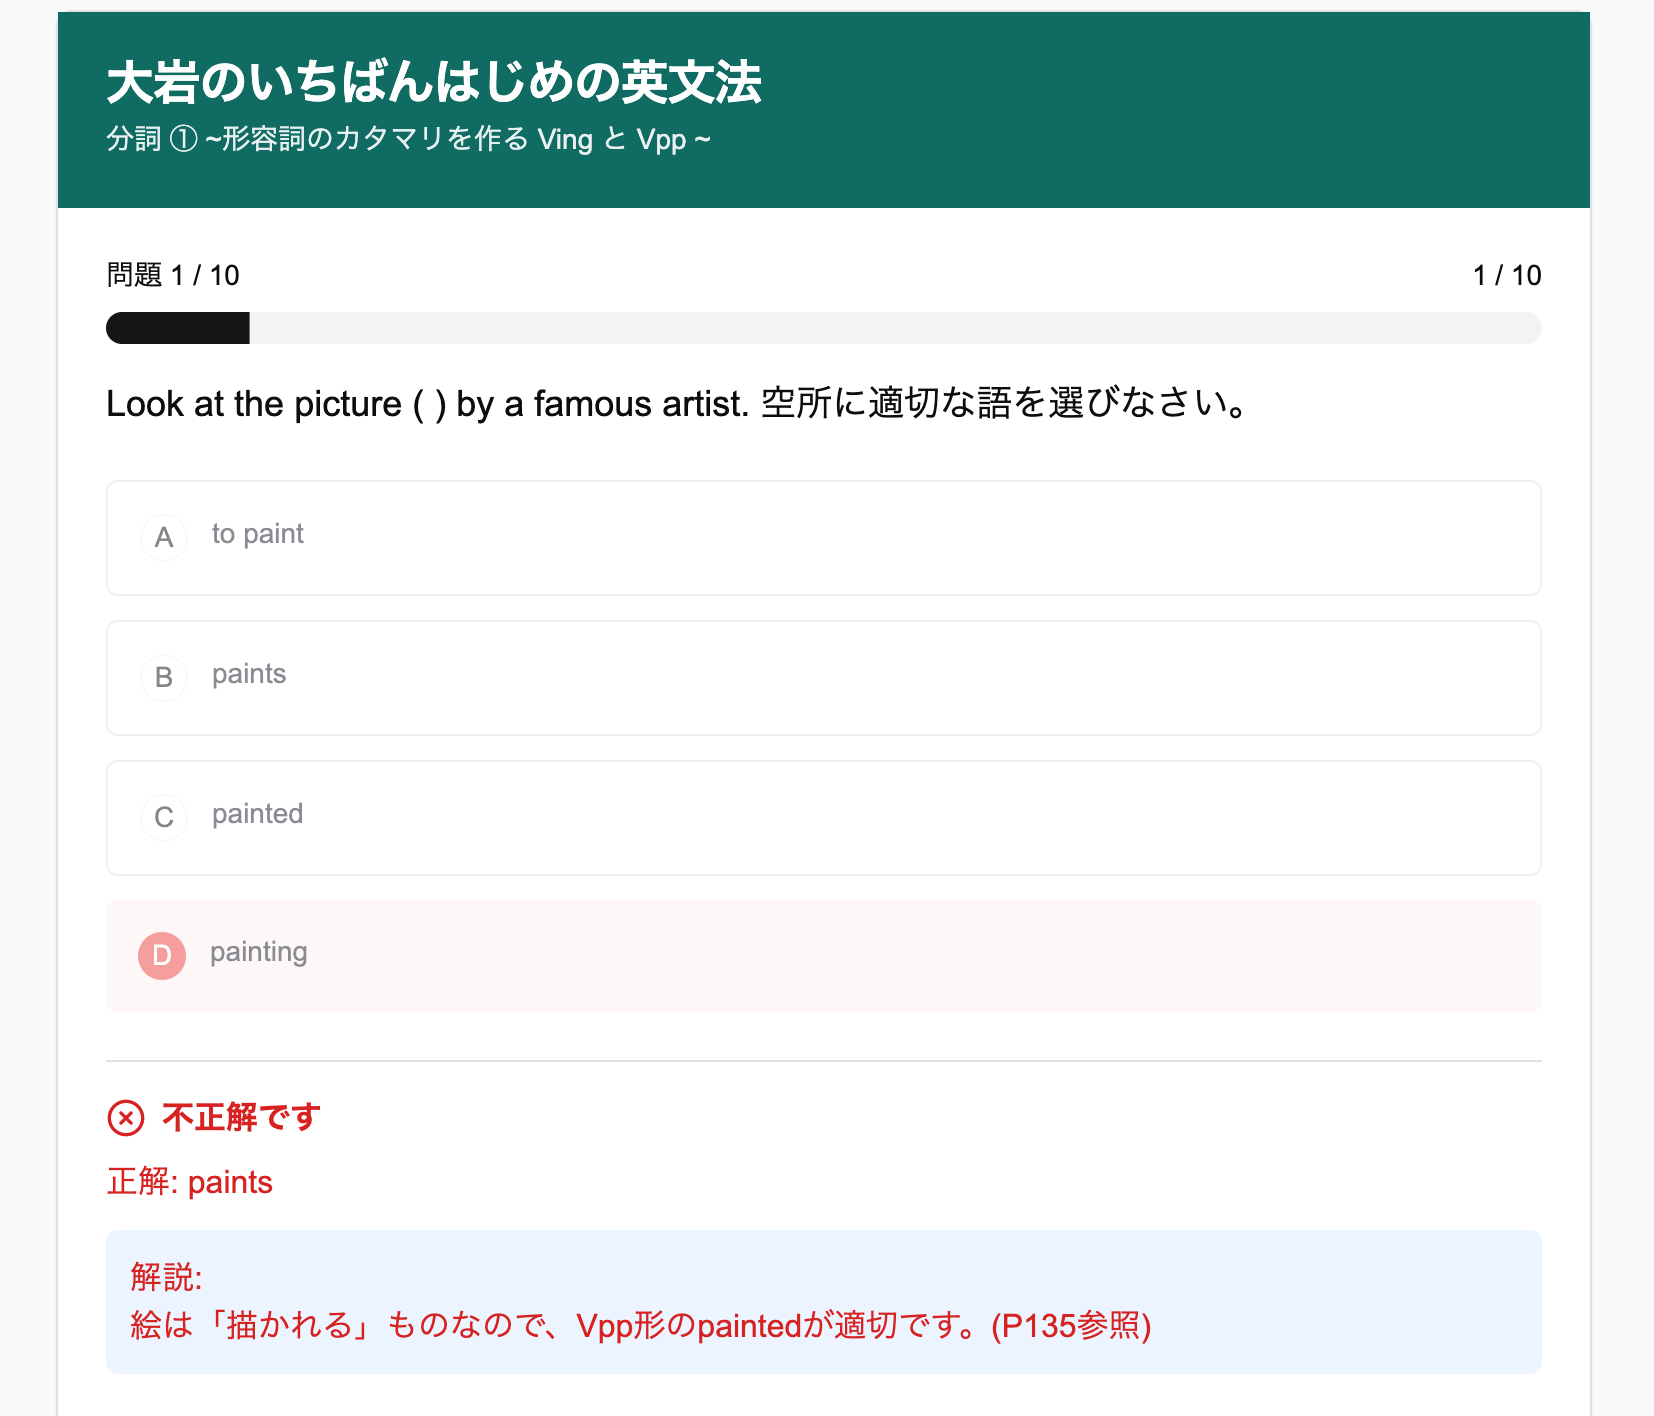 大岩のいちばんはじめの英文法
分詞 ① ~形容詞のカタマリを作る Ving と Vpp ~
問題 1 / 10
1 / 10
Look at the picture ( ) by a famous artist. 空所に適切な語を選びなさい。
A to paint
B paints
C painted
D painting
不正解です
正解: paints
解説:
絵は「描かれる」ものなので、Vpp形のpaintedが適切です。(P135参照)